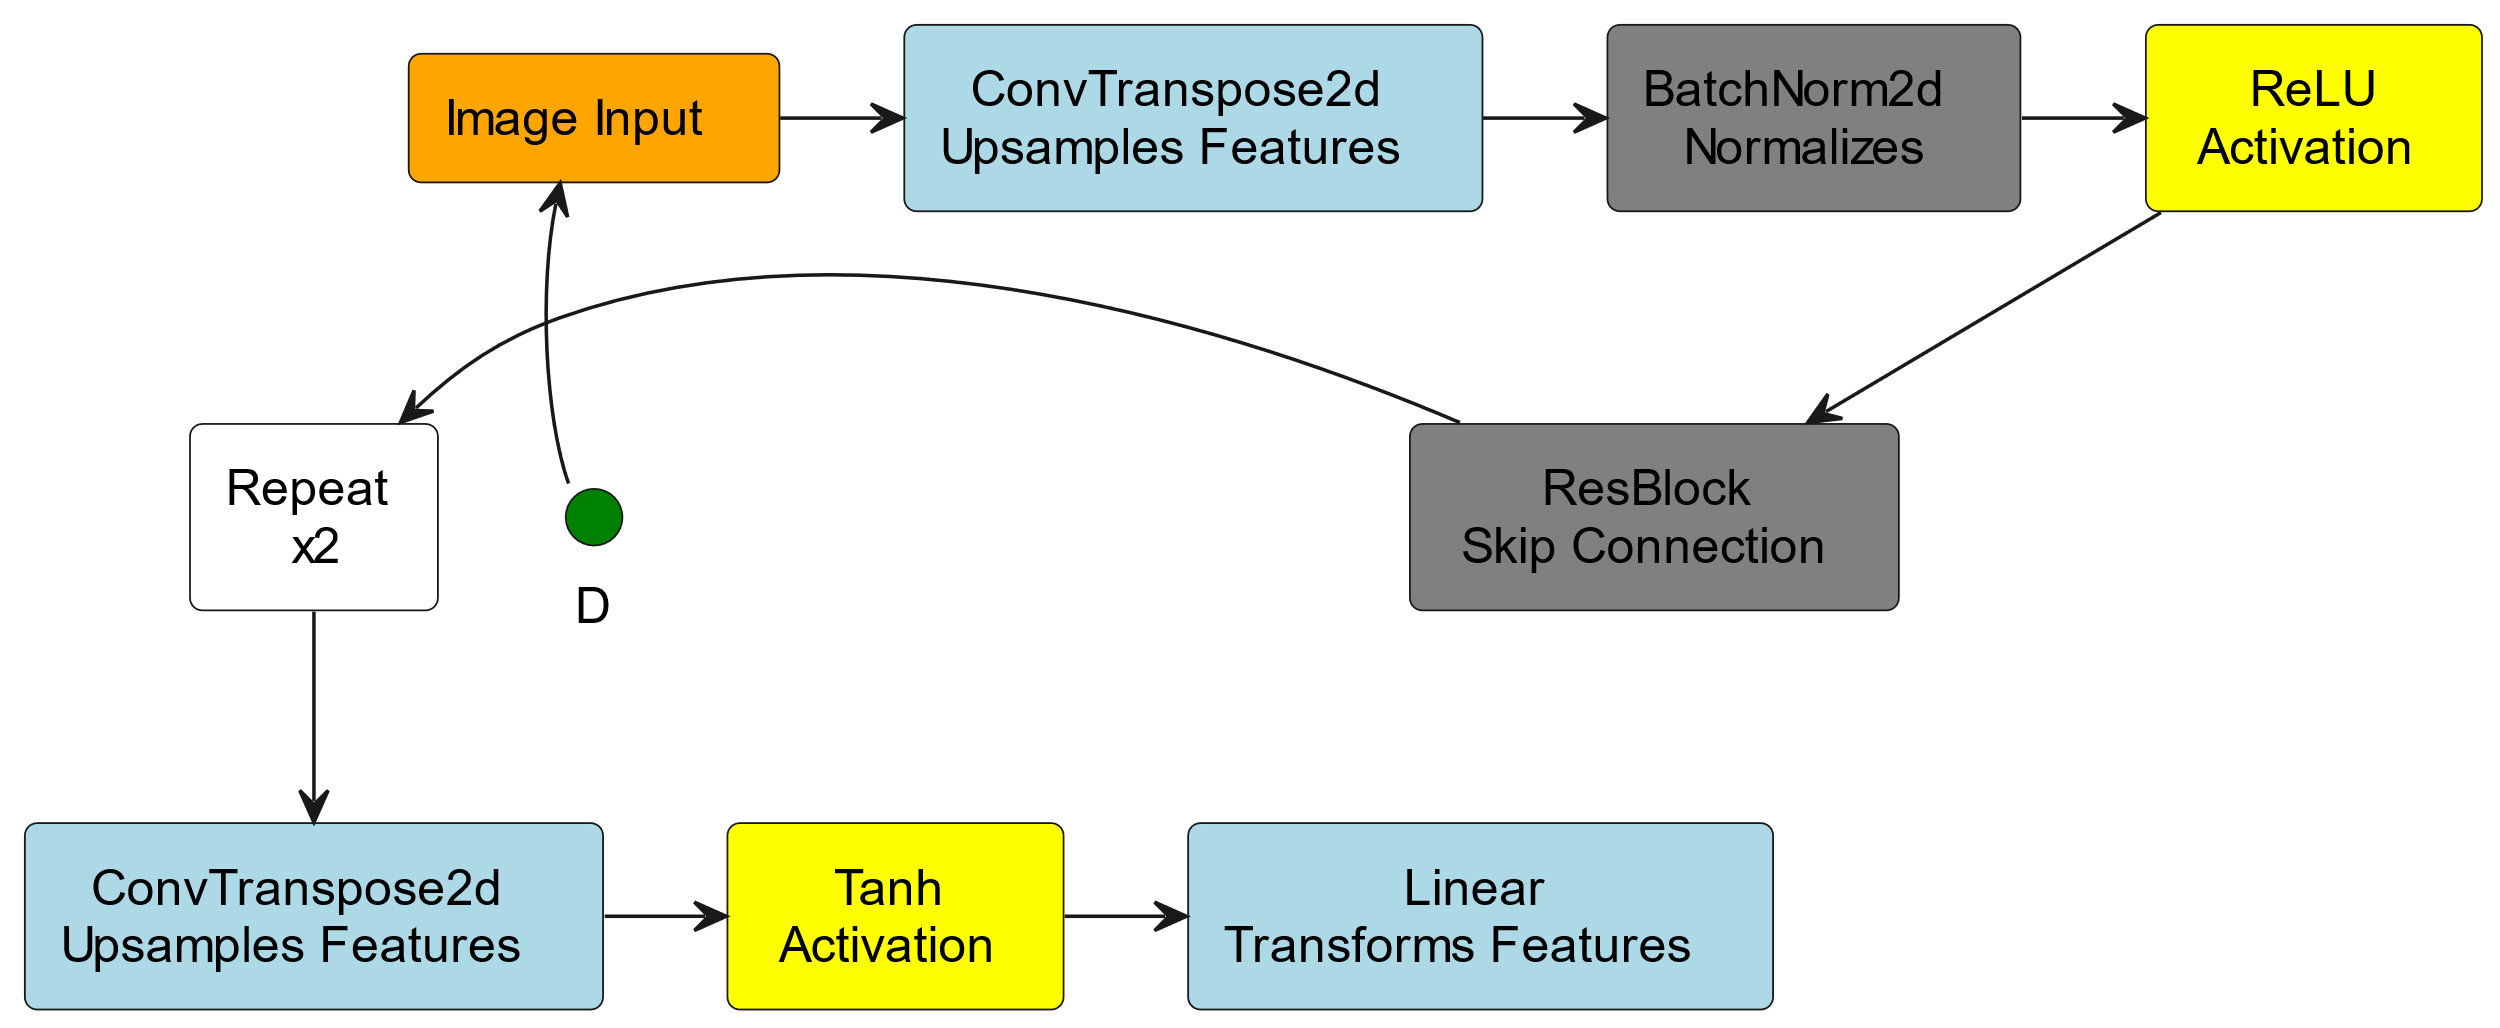 Image Input
ConvTranspose2d
Upsamples Features
BatchNorm2d
Normalizes
ReLU
Activation
Repeat
x2
D
ResBlock
Skip Connection
ConvTranspose2d
Upsamples Features
Tanh
Activation
Linear
Transforms Features